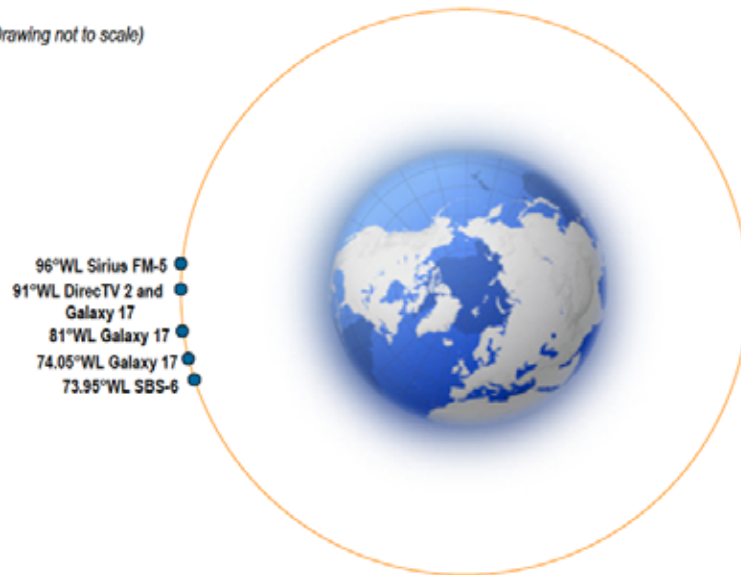 rawing not to scale)
96°WL Sirius FM-5
91°WL DirecTV 2 and
Galaxy 17
81°WL Galaxy 17
74.05°WL Galaxy 17
73.95°WL SBS-6